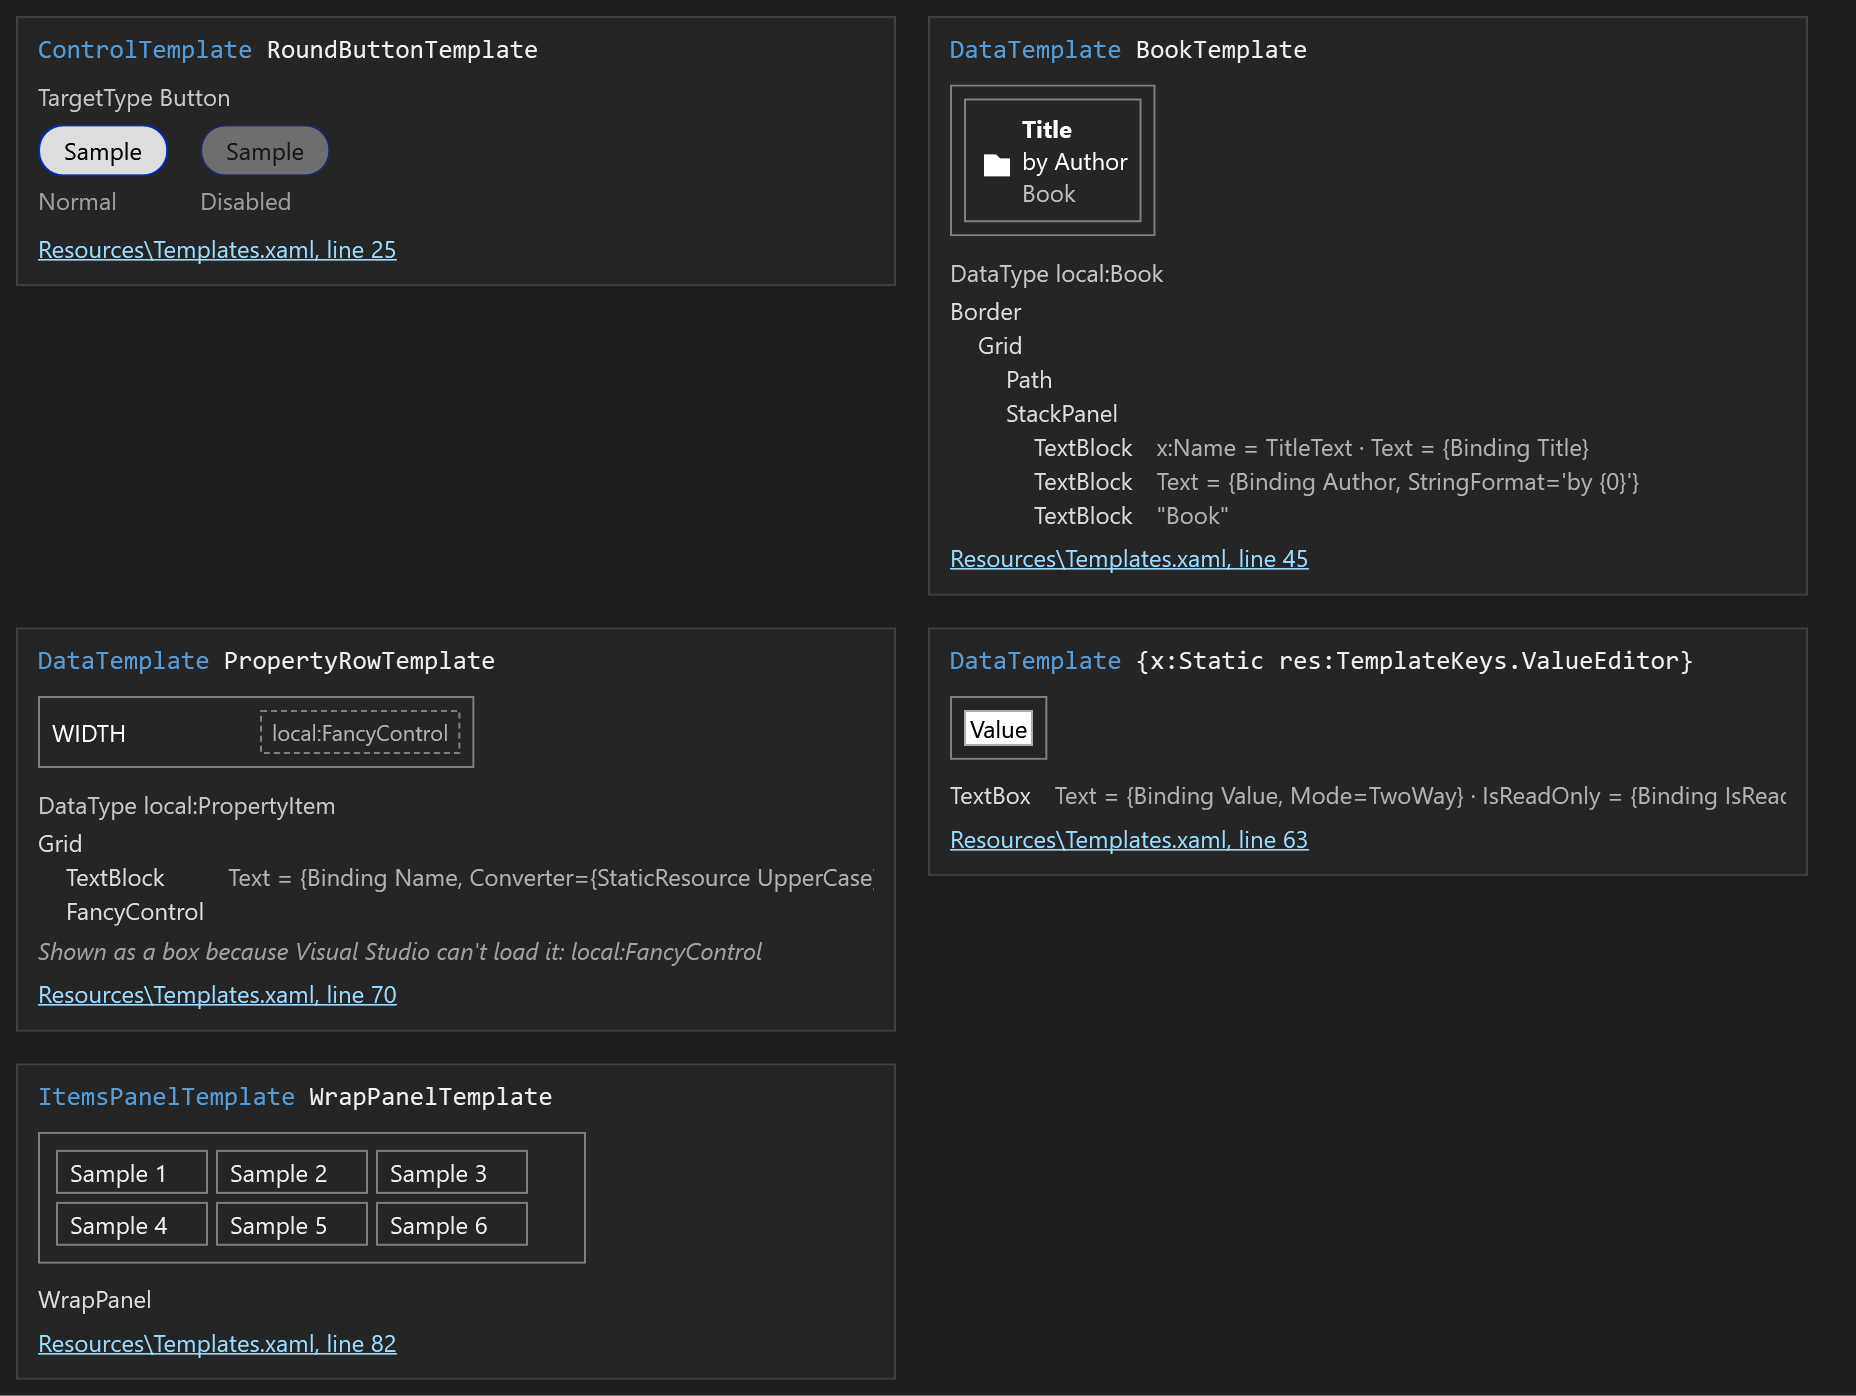 ControlTemplate RoundButtonTemplate
TargetType Button
Sample Sample
Normal Disabled
Resources\Templates.xaml, line 25
DataTemplate BookTemplate
Title
by Author
Book
DataType local:Book
Border
Grid
Path
StackPanel
TextBlock x:Name = TitleText · Text = {Binding Title}
TextBlock Text = {Binding Author, StringFormat='by {0}'}
TextBlock "Book"
Resources\Templates.xaml, line 45
DataTemplate PropertyRowTemplate
WIDTH local:FancyControl
DataType local:PropertyItem
Grid
TextBlock Text = {Binding Name, Converter={StaticResource UpperCase}
FancyControl
Shown as a box because Visual Studio can't load it: local:FancyControl
Resources\Templates.xaml, line 70
DataTemplate {x:Static res:TemplateKeys.ValueEditor}
Value
TextBox Text = {Binding Value, Mode=TwoWay} · IsReadOnly = {Binding IsReac
Resources\Templates.xaml, line 63
ItemsPanelTemplate WrapPanelTemplate
Sample 1 Sample 2 Sample 3
Sample 4 Sample 5 Sample 6
WrapPanel
Resources\Templates.xaml, line 82